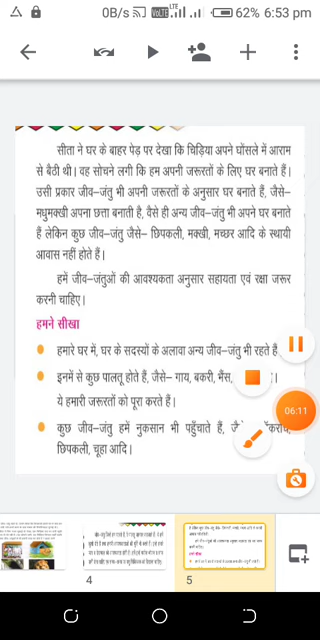 0B/s VoLTE LTE 62% 6:53 pm
सीता ने घर के बाहर पेड़ पर देखा कि चिड़िया अपने घोंसले में आराम
से बैठी थी। वह सोचने लगी कि हम अपनी जरूरतों के लिए घर बनाते हैं।
उसी प्रकार जीव–जंतु भी अपनी जरूरतों के अनुसार घर बनाते हैं, जैसे–
मधुमक्खी अपना छत्ता बनाती है, वैसे ही अन्य जीव–जंतु भी अपने घर बनाते
हैं लेकिन कुछ जीव–जंतु जैसे– छिपकली, मक्खी, मच्छर आदि के स्थायी
आवास नहीं होते हैं।
हमें जीव–जंतुओं की आवश्यकता अनुसार सहायता एवं रक्षा जरूर
करनी चाहिए।
हमने सीखा
हमारे घर में, घर के सदस्यों के अलावा अन्य जीव–जंतु भी रहते हैं
इनमें से कुछ पालतू होते हैं, जैसे– गाय, बकरी, भैंस,
ये हमारी जरूरतों को पूरा करते हैं।
कुछ जीव–जंतु हमें नुकसान भी पहुँचाते हैं,
छिपकली, चूहा आदि।
06:11
4
5